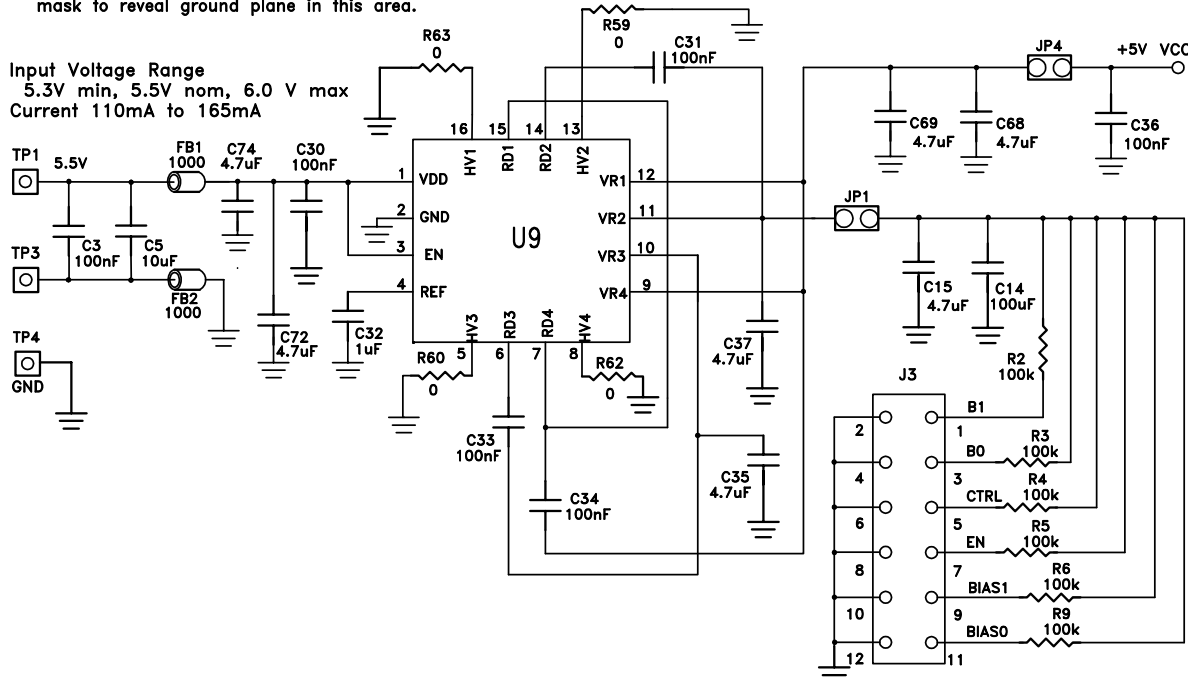 mask to reveal ground plane in this area.
Input Voltage Range
5.3V min, 5.5V nom, 6.0 V max
Current 110mA to 165mA
R63
0
R59
0
C31
100nF
JP4
+5V VCC
C69
4.7uF
C68
4.7uF
C36
100nF
TP1
5.5V
FB1
1000
C74
4.7uF
C30
100nF
16
15
14
13
HV1
RD1
RD2
HV2
1
VDD
2
GND
3
EN
4
REF
U9
VR1
12
VR2
11
VR3
10
VR4
9
HV3
RD3
RD4
HV4
5
6
7
8
JP1
C3
100nF
C5
10uF
TP3
FB2
1000
C72
4.7uF
C32
1uF
TP4
GND
R60
0
R62
0
C37
4.7uF
C15
4.7uF
C14
100uF
R2
100k
C33
100nF
C34
100nF
C35
4.7uF
J3
2
B1
1
4
B0
3
R3
100k
6
CTRL
5
R4
100k
8
EN
7
R5
100k
10
BIAS1
9
R6
100k
12
BIAS0
11
R9
100k